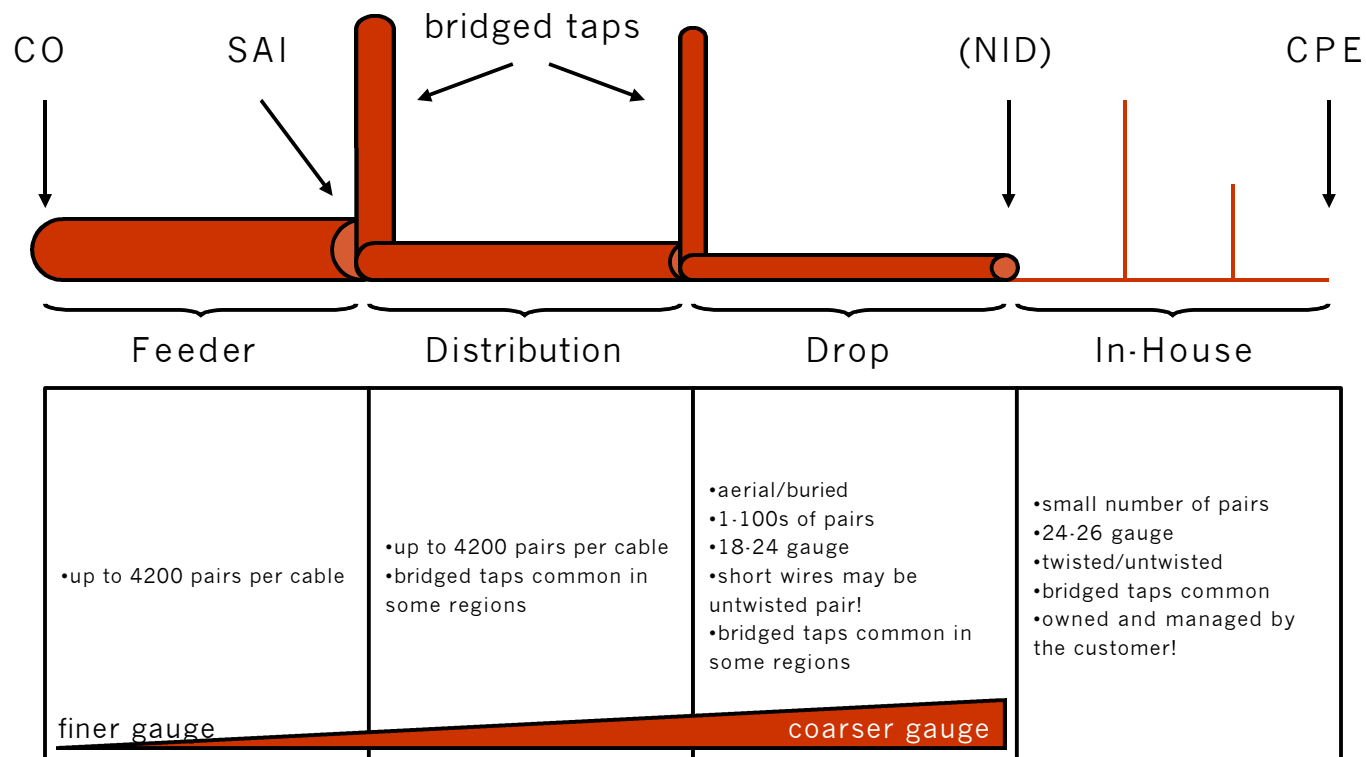 CO
SAI
bridged taps
(NID)
CPE
Feeder
Distribution
Drop
In-House
•up to 4200 pairs per cable
•up to 4200 pairs per cable
•bridged taps common in
some regions
•aerial/buried
•1-100s of pairs
•18-24 gauge
•short wires may be
untwisted pair!
•bridged taps common in
some regions
•small number of pairs
•24-26 gauge
•twisted/untwisted
•bridged taps common
•owned and managed by
the customer!
finer gauge
coarser gauge